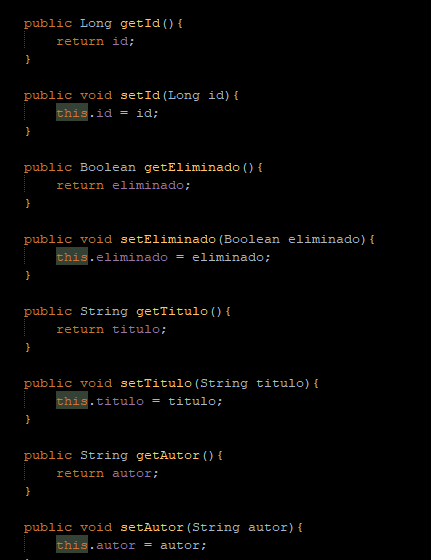 public Long getId(){
return id;
}
public void setId(Long id){
this.id = id;
}
public Boolean getEliminado(){
return eliminado;
}
public void setEliminado(Boolean eliminado){
this.eliminado = eliminado;
}
public String getTitulo(){
return titulo;
}
public void setTitulo(String titulo){
this.titulo = titulo;
}
public String getAutor(){
return autor;
}
public void setAutor(String autor){
this.autor = autor;